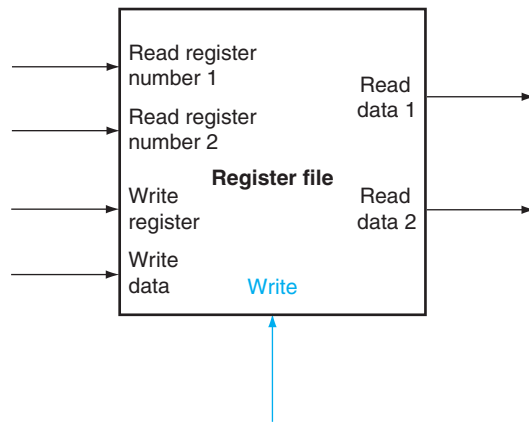 Read register
number 1
Read register
number 2
Read
data 1
Register file
Write
register
Read
data 2
Write
data
Write